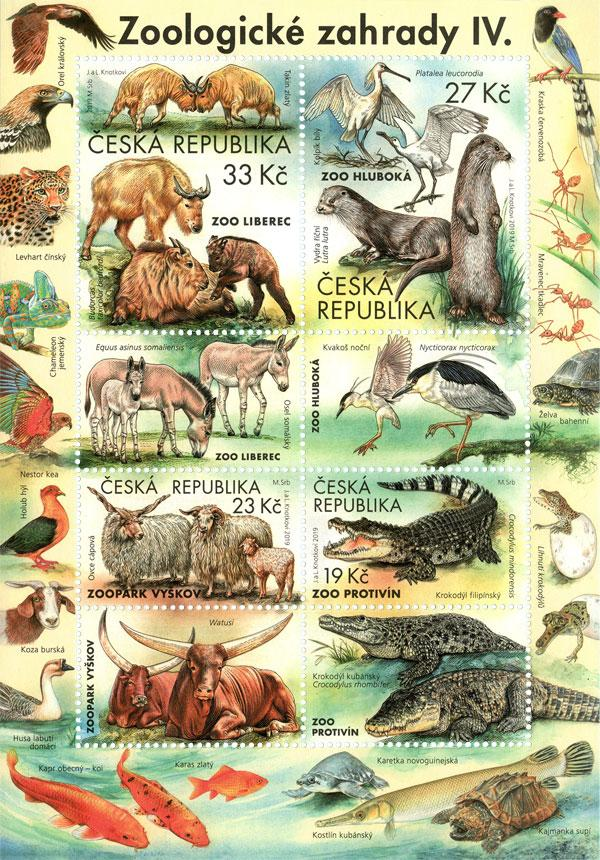 Zoologické zahrady IV.
Orel královský
Levhart čínský
Chameleon
jemenský
Nestor kea
Holub hýl
Koza burská
Husa labutí
domácí
J.a L. Knotkovi
2019 M. Srb
Takin zlatý
ČESKÁ REPUBLIKA
33 Kč
ZOO LIBEREC
Budorcas
Platalea leucorodia
27 Kč
Kolpík bílý
ZOO HLUBOKÁ
Vydra říční
Lutra lutra
J.a L. Knotkovi 2019 M. Srb
ČESKÁ
REPUBLIKA
Equus asinus somaliensis
Osel somálský
ZOO LIBEREC
Kvakoš noční
Nycticorax nycticorax
ZOO HLUBOKÁ
ČESKÁ REPUBLIKA
M. Srb
23 Kč
J.a L. Knotkovi 2019
Ovce cápová
ZOOPARK VYŠKOV
ČESKÁ
REPUBLIKA
M. Srb
J.a L. Knotkovi 2019
19 Kč
Crocodylus mindorensis
ZOO PROTIVÍN
Krokodýl filipínský
Watusi
ZOOPARK VYŠKOV
Krokodýl kubánský
Crocodylus rhombifer
ZOO
PROTIVÍN
Kraska červenozobá
Mravenec tkadlec
Želva
bahenní
Líhnutí krokodýlů
Kapr obecný – koi
Karas zlatý
Karetka novoguinejská
Kostlín kubánský
Kajmanka supí